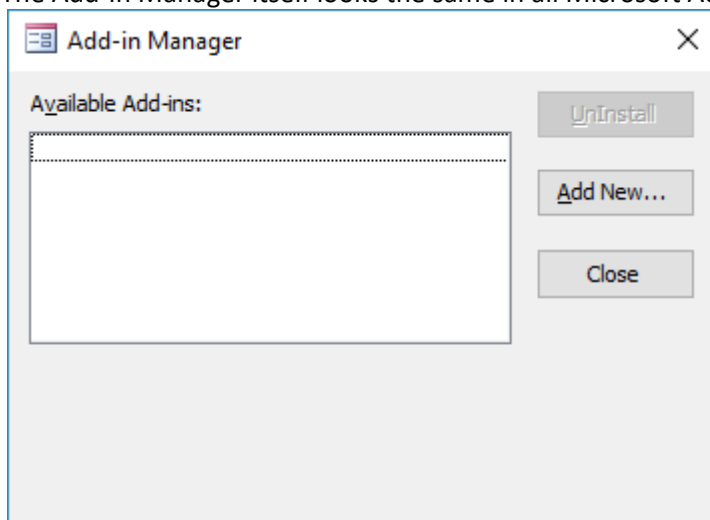 The Add-in Manager itself looks the same in all Microsoft
Add-in Manager
Available Add-ins:
UnInstall
Add New...
Close